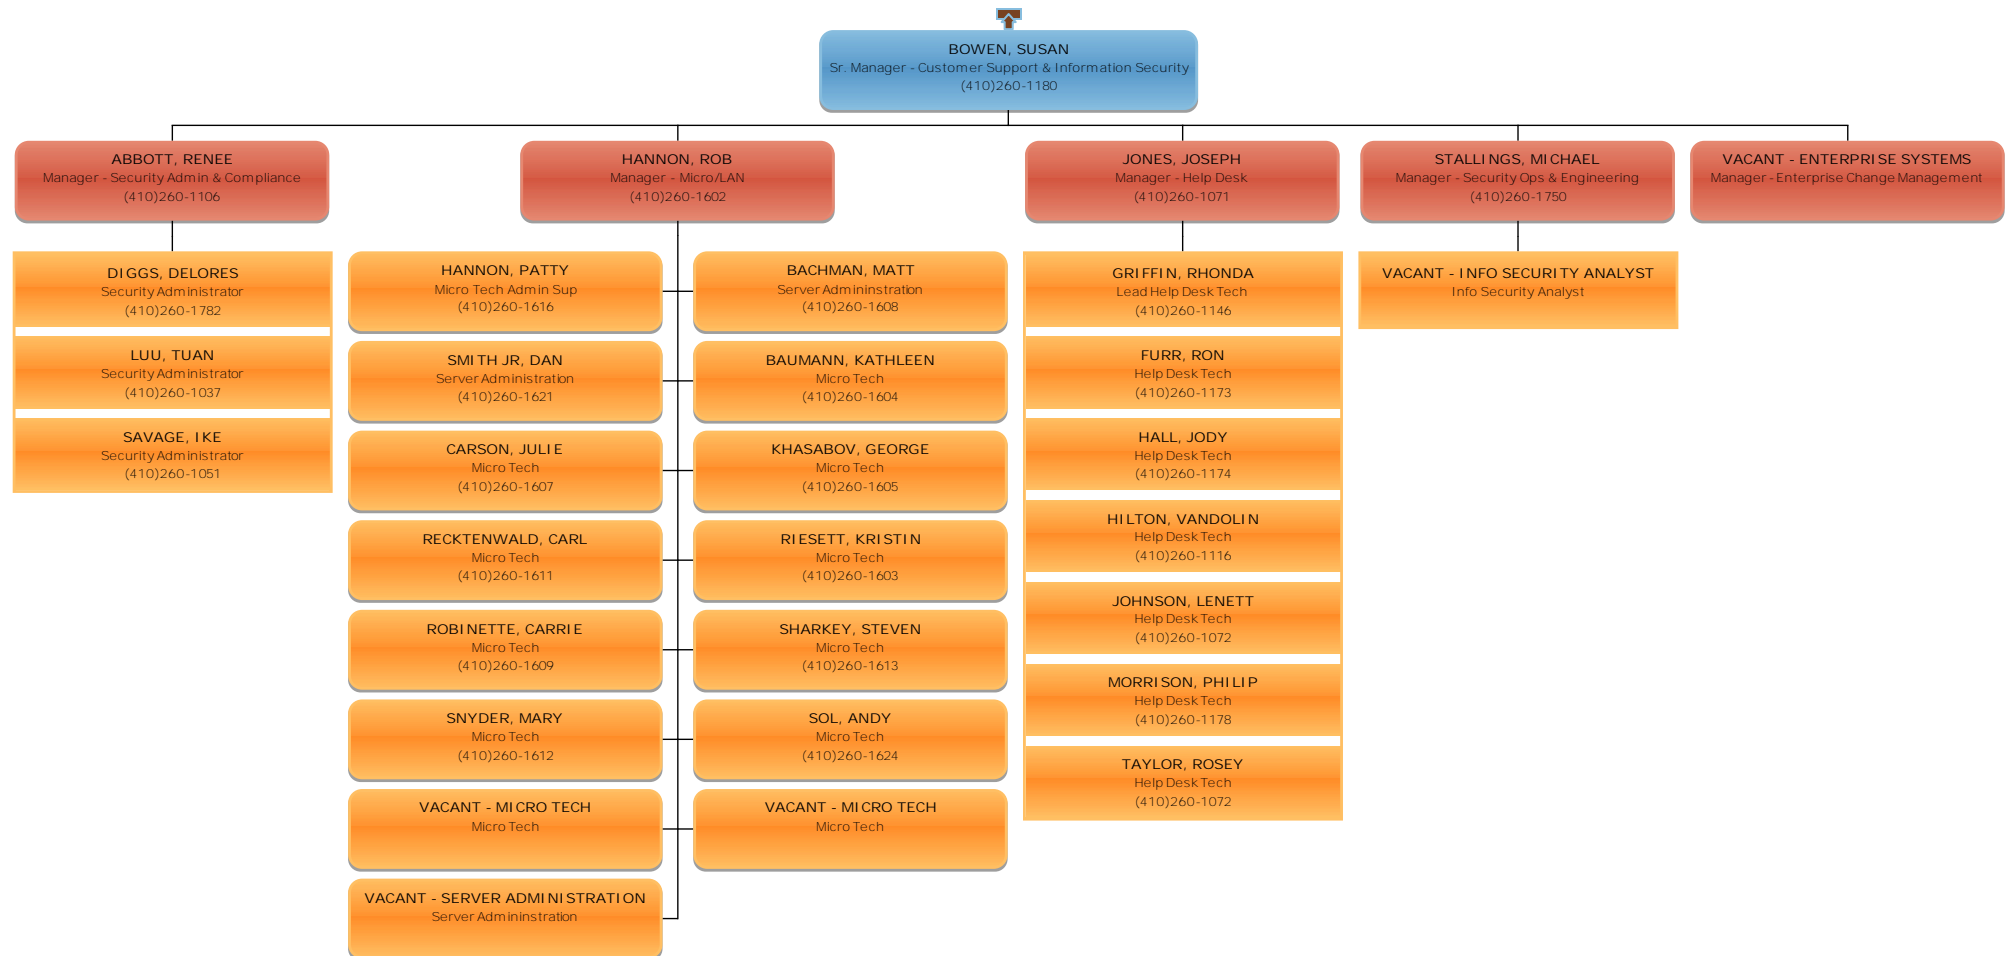 BOWEN, SUSAN
Sr. Manager - Customer Support & Information Security
(410)260-1180
ABBOTT, RENEE
Manager - Security Admin & Compliance
(410)260-1106
HANNON, ROB
Manager - Micro/LAN
(410)260-1602
JONES, JOSEPH
Manager - Help Desk
(410)260-1071
STALLINGS, MICHAEL
Manager - Security Ops & Engineering
(410)260-1750
VACANT - ENTERPRISE SYSTEMS
Manager - Enterprise Change Management
DIGGS, DELORES
Security Administrator
(410)260-1782
LUU, TUAN
Security Administrator
(410)260-1037
SAVAGE, IKE
Security Administrator
(410)260-1051
HANNON, PATTY
Micro Tech Admin Sup
(410)260-1616
BACHMAN, MATT
Server Admininstration
(410)260-1608
SMITH JR, DAN
Server Administration
(410)260-1621
BAUMANN, KATHLEEN
Micro Tech
(410)260-1604
CARSON, JULIE
Micro Tech
(410)260-1607
KHASABOV, GEORGE
Micro Tech
(410)260-1605
RECKTENWALD, CARL
Micro Tech
(410)260-1611
RIESETT, KRISTIN
Micro Tech
(410)260-1603
ROBINETTE, CARRIE
Micro Tech
(410)260-1609
SHARKEY, STEVEN
Micro Tech
(410)260-1613
SNYDER, MARY
Micro Tech
(410)260-1612
SOL, ANDY
Micro Tech
(410)260-1624
VACANT - MICRO TECH
Micro Tech
VACANT - MICRO TECH
Micro Tech
VACANT - SERVER ADMINISTRATION
Server Admininstration
GRIFFIN, RHONDA
Lead Help Desk Tech
(410)260-1146
FURR, RON
Help Desk Tech
(410)260-1173
HALL, JODY
Help Desk Tech
(410)260-1174
HILTON, VANDOLIN
Help Desk Tech
(410)260-1116
JOHNSON, LENETT
Help Desk Tech
(410)260-1072
MORRISON, PHILIP
Help Desk Tech
(410)260-1178
TAYLOR, ROSEY
Help Desk Tech
(410)260-1072
VACANT - INFO SECURITY ANALYST
Info Security Analyst